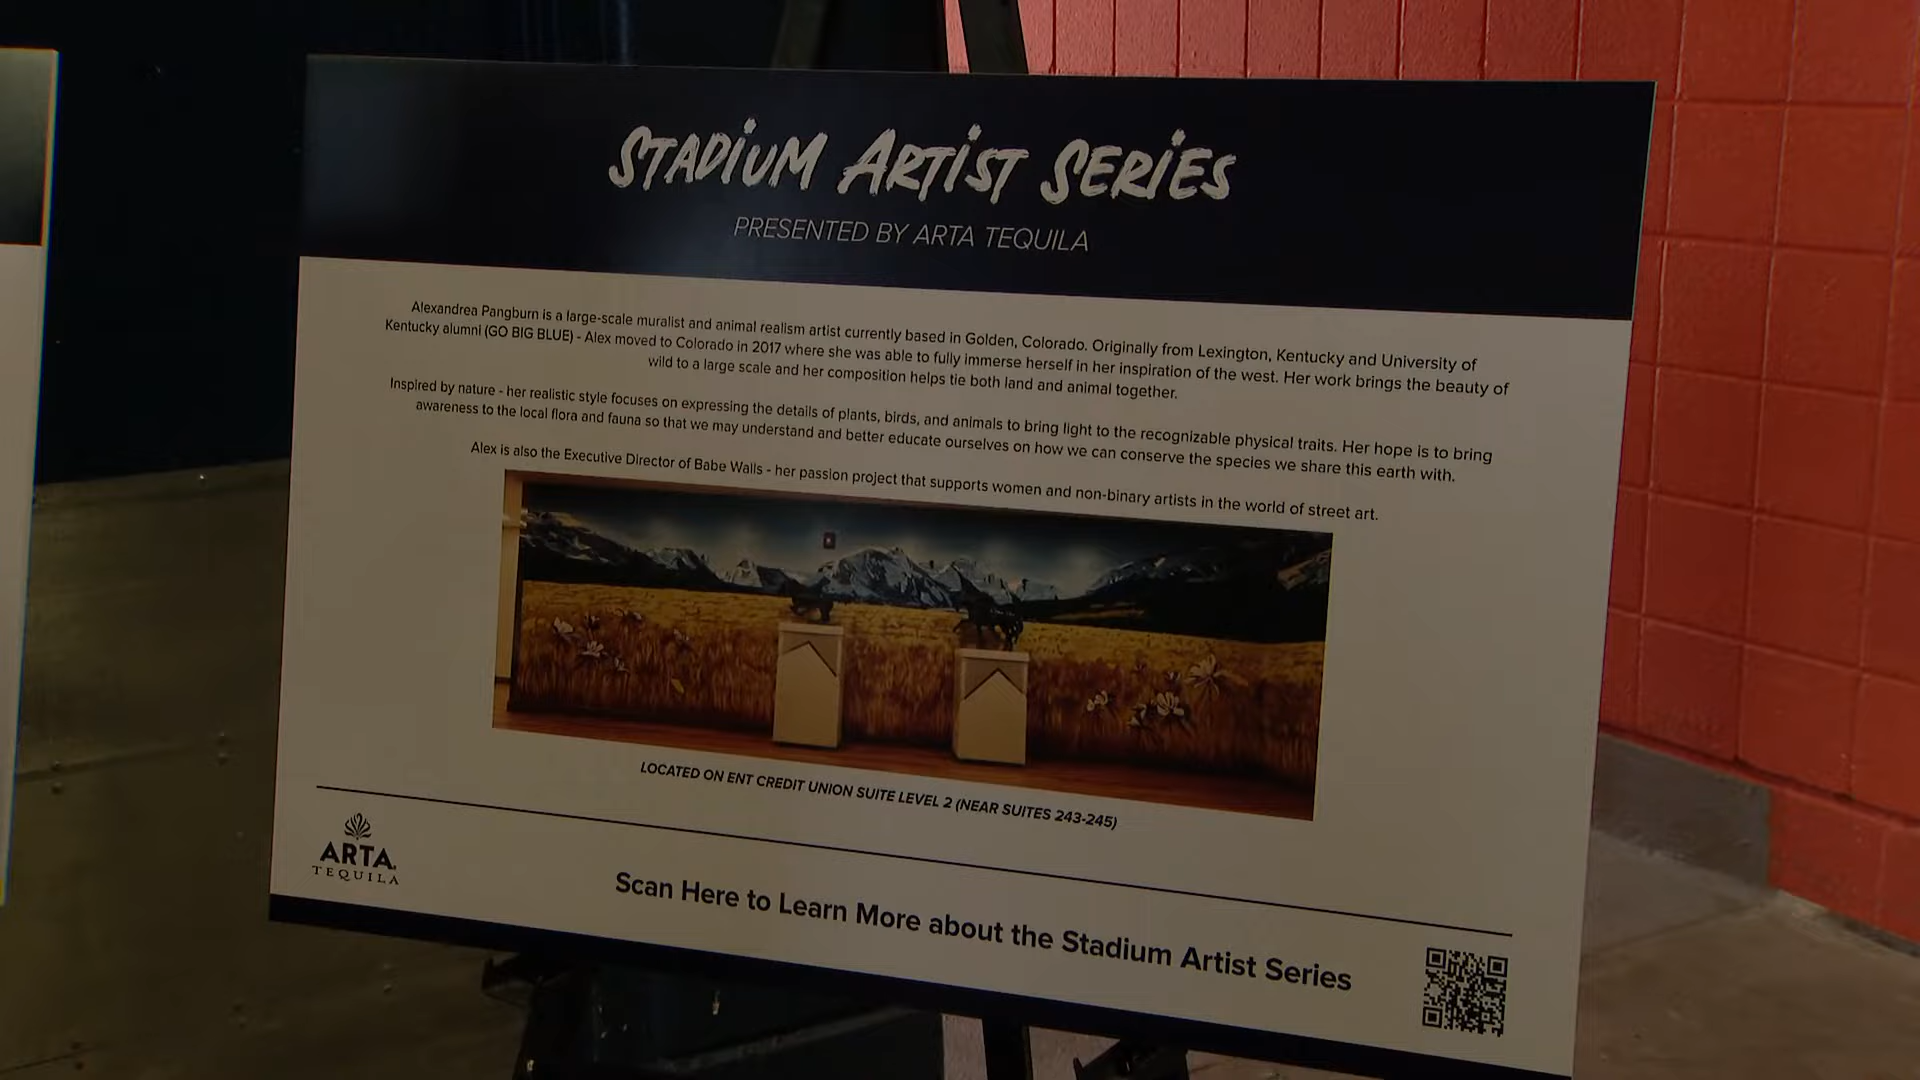 STADiUM ARTiST SERiES
PRESENTED BY ARTA TEQUILA
Alexandrea Pangburn is a large-scale muralist and animal realism artist currently based in Golden, Colorado. Originally from Lexington, Kentucky and University of
Kentucky alumni (GO BIG BLUE) - Alex moved to Colorado in 2017 where she was able to fully immerse herself in her inspiration of the west. Her work brings the beauty of
wild to a large scale and her composition helps tie both land and animal together.
Inspired by nature - her realistic style focuses on expressing the details of plants, birds, and animals to bring light to the recognizable physical traits. Her hope is to bring
awareness to the local flora and fauna so that we may understand and better educate ourselves on how we can conserve the species we share this earth with.
Alex is also the Executive Director of Babe Walls - her passion project that supports women and non-binary artists in the world of street art.
LOCATED ON ENT CREDIT UNION SUITE LEVEL 2 (NEAR SUITES 243-245)
ARTA
TEQUILA
Scan Here to Learn More about the Stadium Artist Series